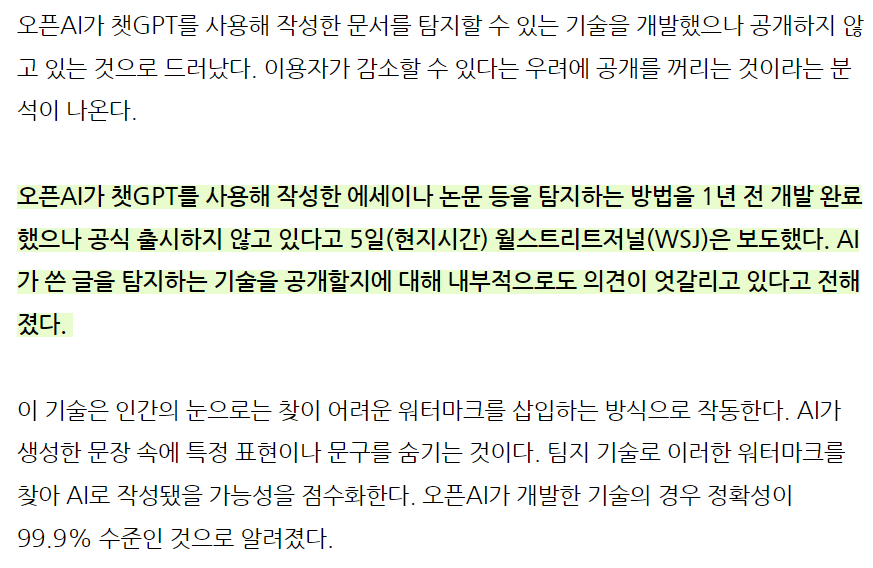 오픈AI가 챗GPT를 사용해 작성한 문서를 탐지할 수 있는 기술을 개발했으나 공개하지 않
고 있는 것으로 드러났다. 이용자가 감소할 수 있다는 우려에 공개를 꺼리는 것이라는 분
석이 나온다.
오픈AI가 챗GPT를 사용해 작성한 에세이나 논문 등을 탐지하는 방법을 1년 전 개발 완료
했으나 공식 출시하지 않고 있다고 5일(현지시간) 월스트리트저널(WSJ)은 보도했다. AI
가 쓴 글을 탐지하는 기술을 공개할지에 대해 내부적으로도 의견이 엇갈리고 있다고 전해
졌다.
이 기술은 인간의 눈으로는 찾이 어려운 워터마크를 삽입하는 방식으로 작동한다. AI가
생성한 문장 속에 특정 표현이나 문구를 숨기는 것이다. 팀지 기술로 이러한 워터마크를
찾아 AI로 작성됐을 가능성을 점수화한다. 오픈AI가 개발한 기술의 경우 정확성이
99.9% 수준인 것으로 알려졌다.